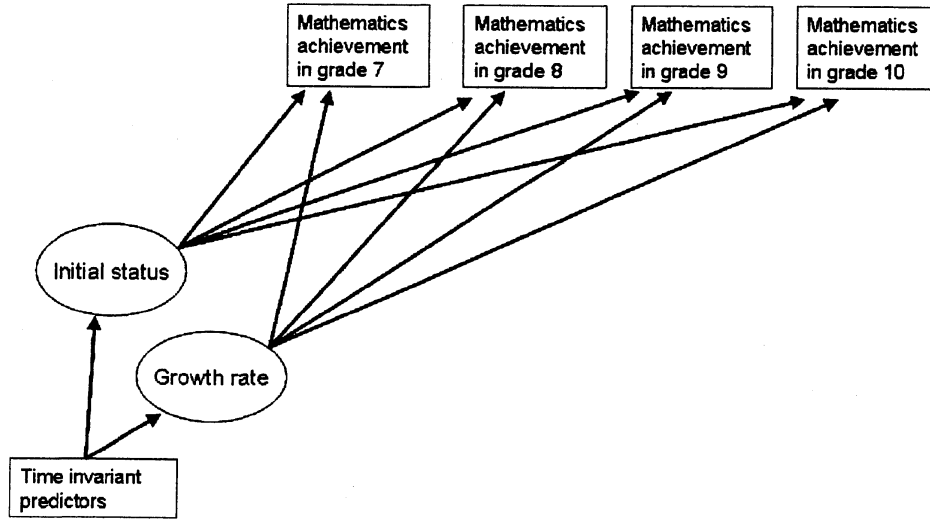 Mathematics
achievement
in grade 7
Mathematics
achievement
in grade 8
Mathematics
achievement
in grade 9
Mathematics
achievement
in grade 10
Initial status
Growth rate
Time invariant
predictors